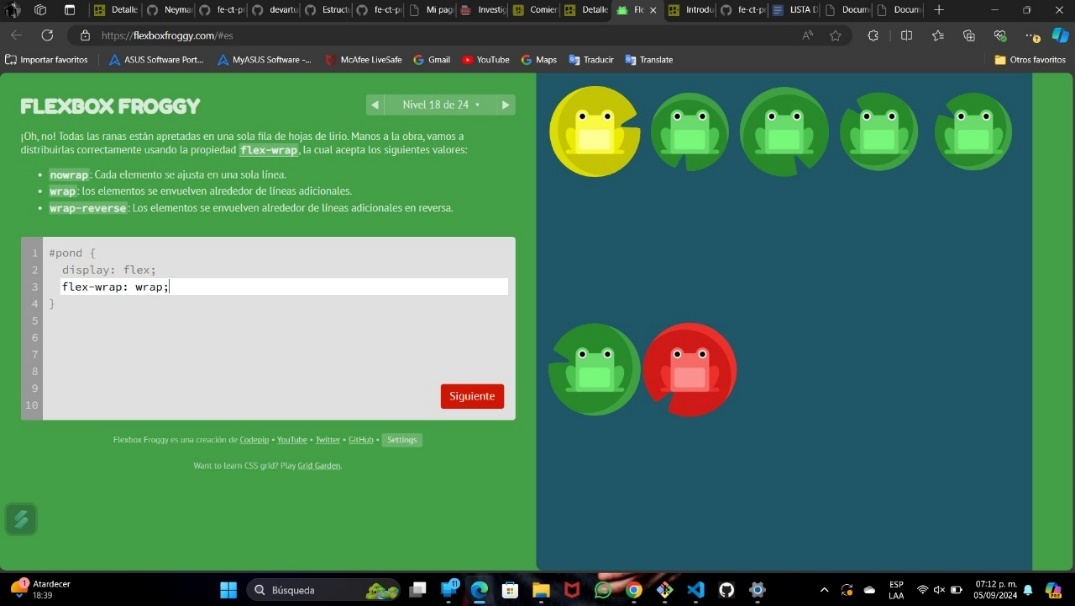 Detalle
Neyma
fe-ct-p
devartu
Estruct
fe-ct-p
Mi pag
Investig
Comier
Detalle
Fle
Introdu
fe-ct-p
LISTA D
Docum
Docum
https://flexboxfroggy.com/#es
Importar favoritos
ASUS Software Port...
MyASUS Software -...
McAfee LiveSafe
Gmail
YouTube
Maps
Traducir
Translate
Otros favoritos
FLEXBOX FROGGY
Nivel 18 de 24
¡Oh, no! Todas las ranas están apretadas en una sola fila de hojas de lirio. Manos a la obra, vamos a
distribuirlas correctamente usando la propiedad flex-wrap, la cual acepta los siguientes valores:
• nowrap: Cada elemento se ajusta en una sola línea.
• wrap: los elementos se envuelven alrededor de líneas adicionales.
• wrap-reverse: Los elementos se envuelven alrededor de líneas adicionales en reversa.
1 #pond {
2 display: flex;
3 flex-wrap: wrap;
4 }
5
6
7
8
9
10
Siguiente
Flexbox Froggy es una creación de Codepip • YouTube • Twitter • GitHub • Settings
Want to learn CSS grid? Play Grid Garden.
1
Atardecer
18:39
Búsqueda
ESP
LAA
07:12 p. m.
05/09/2024